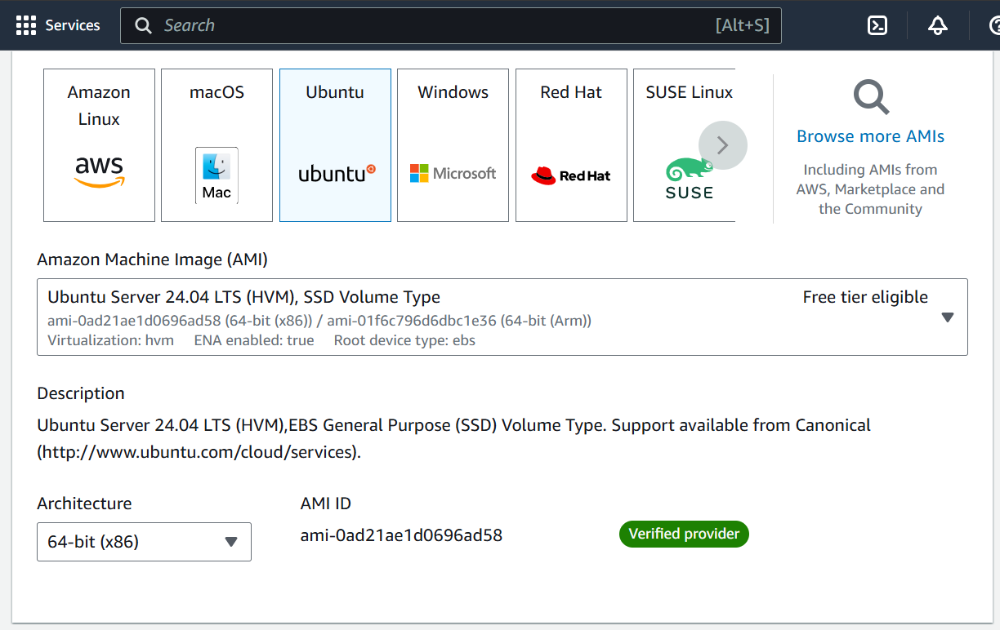 Services
Search
[Alt+S]
Amazon
Linux
aws
macOS
Mac
Ubuntu
ubuntu
Windows
Microsoft
Red Hat
Red Hat
SUSE Linux
SUSE
Browse more AMIs
Including AMIs from
AWS, Marketplace and
the Community
Amazon Machine Image (AMI)
Ubuntu Server 24.04 LTS (HVM), SSD Volume Type
Free tier eligible
ami-0ad21ae1d0696ad58 (64-bit (x86)) / ami-01f6c796d6dbc1e36 (64-bit (Arm))
Virtualization: hvm ENA enabled: true Root device type: ebs
Description
Ubuntu Server 24.04 LTS (HVM),EBS General Purpose (SSD) Volume Type. Support available from Canonical
(http://www.ubuntu.com/cloud/services).
Architecture
64-bit (x86)
AMI ID
ami-0ad21ae1d0696ad58
Verified provider